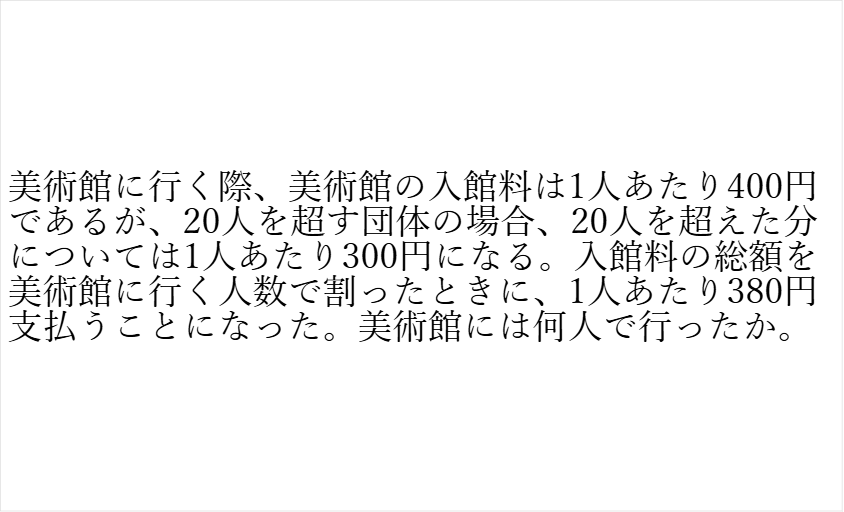 美術館に行く際、美術館の入館料は1人あたり400円
であるが、20人を超す団体の場合、20人を超えた分
については1人あたり300円になる。入館料の総額を
美術館に行く人数で割ったときに、1人あたり380円
支払うことになった。美術館には何人で行ったか。